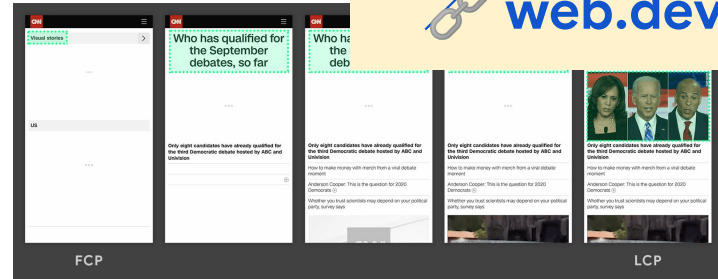 web.dev
CNN
Visual stories
US
CNN
Who has qualified for
the September
debates, so far
Only eight candidates have already qualified for
the third Democratic debate hosted by ABC and
Univision
CNN
Who ha
the
deb
Only eight candidates have already qualified for
the third Democratic debate hosted by ABC and
Univision
How to make money with merch from a viral debate
moment
Anderson Cooper: This is the question for 2020
Democrats
Whether you trust scientists may depend on your political
party, survey says
CNN
Only eight candidates have already qualified for
the third Democratic debate hosted by ABC and
Univision
How to make money with merch from a viral debate
moment
Anderson Cooper: This is the question for 2020
Democrats
Whether you trust scientists may depend on your political
party, survey says
Only eight candidates have already qualified for
the third Democratic debate hosted by ABC and
Univision
How to make money with merch from a viral debate
moment
Anderson Cooper: This is the question for 2020
Democrats
Whether you trust scientists may depend on your political
party, survey says
FCP
LCP